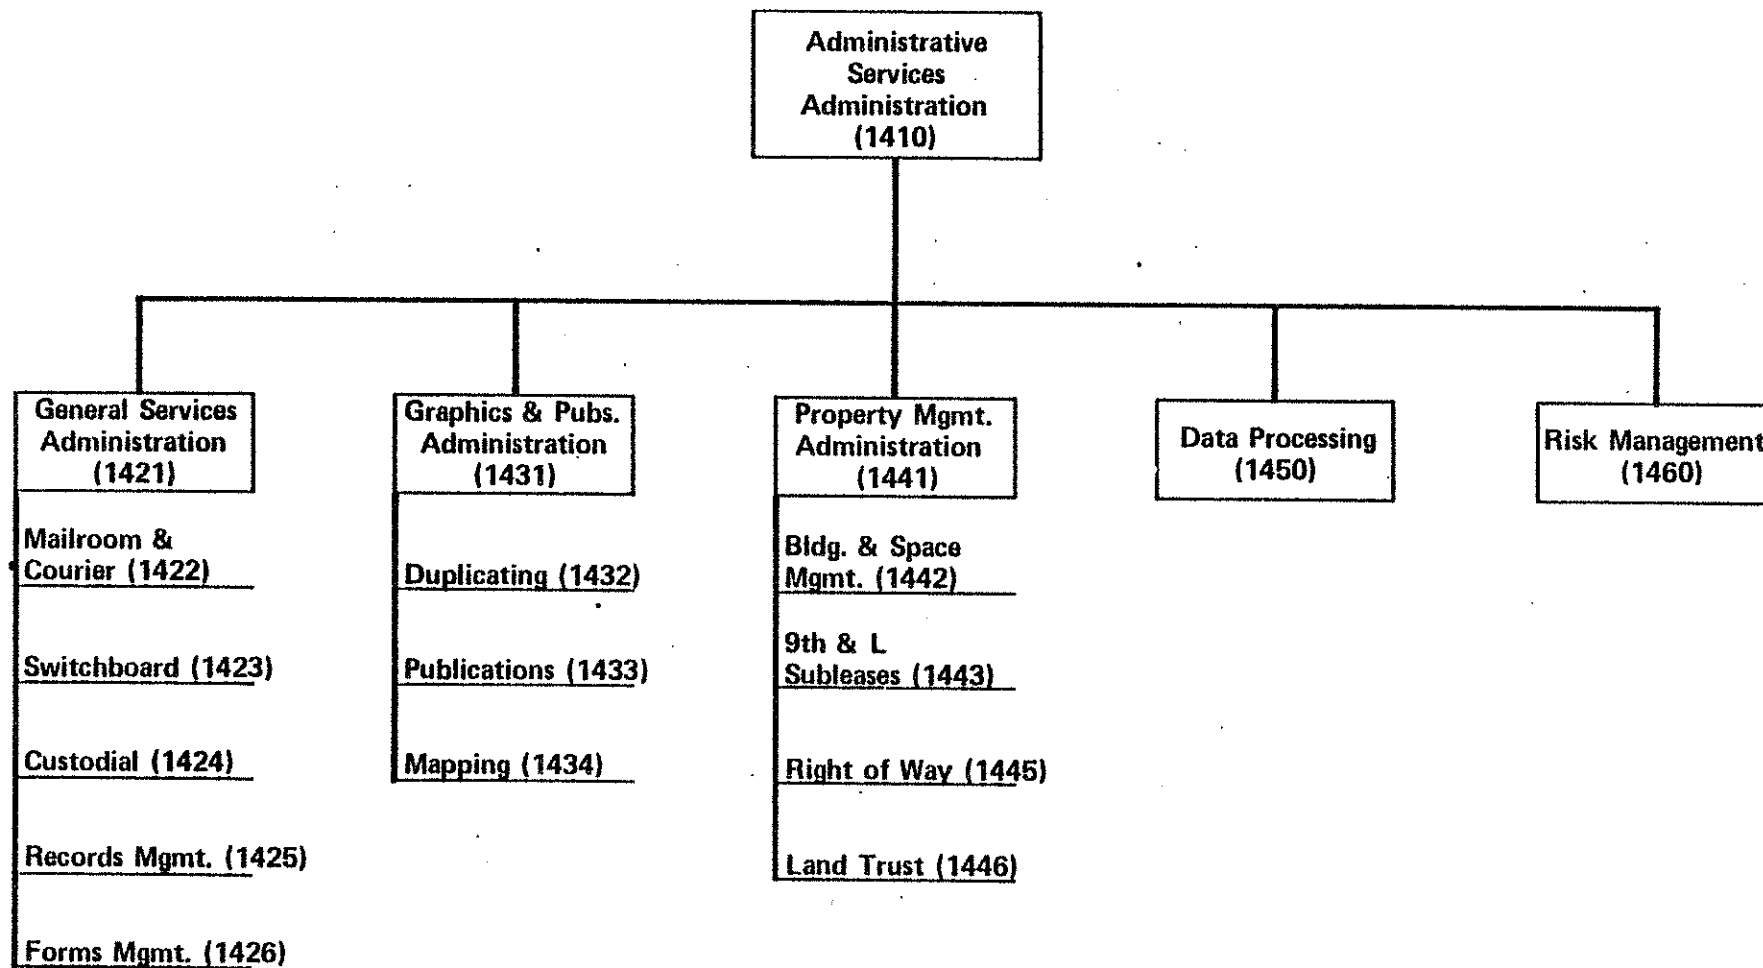 Administrative
Services
Administration
(1410)
General Services
Administration
(1421)
Mailroom &
Courier (1422)
Switchboard (1423)
Custodial (1424)
Records Mgmt. (1425)
Forms Mgmt. (1426)
Graphics & Pubs.
Administration
(1431)
Duplicating (1432)
Publications (1433)
Mapping (1434)
Property Mgmt.
Administration
(1441)
Bldg. & Space
Mgmt. (1442)
9th & L
Subleases (1443)
Right of Way (1445)
Land Trust (1446)
Data Processing
(1450)
Risk Management
(1460)